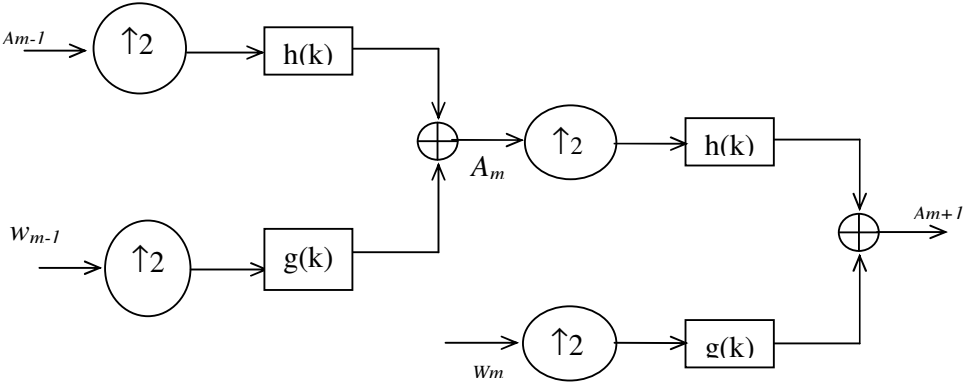 Am-1
↑2
h(k)
Wm-1
↑2
g(k)
Am
↑2
h(k)
Am+1
Wm
↑2
g(k)